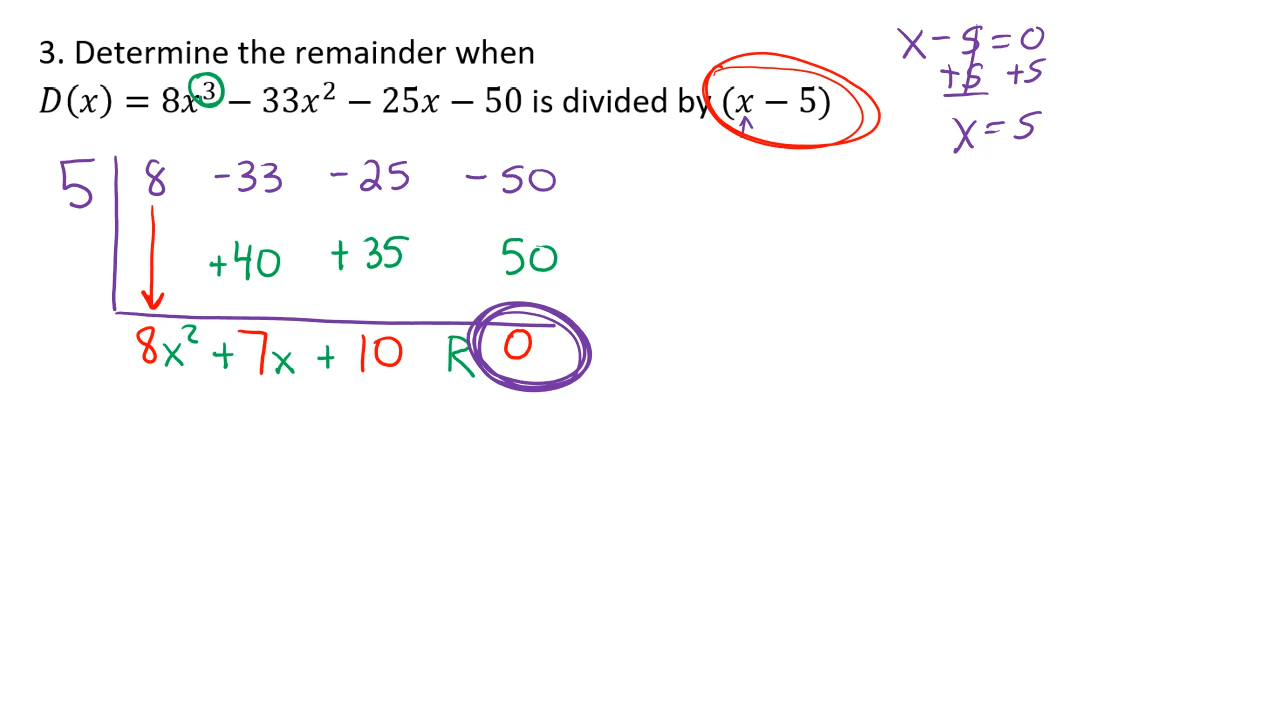 3. Determine the remainder when
D(x) = 8x³ − 33x² − 25x − 50 is divided by (x − 5)
x − 5 = 0
+5 +5
x = 5
5 | 8 -33 -25 -50
+40 +35 50
8x² + 7x + 10 R 0